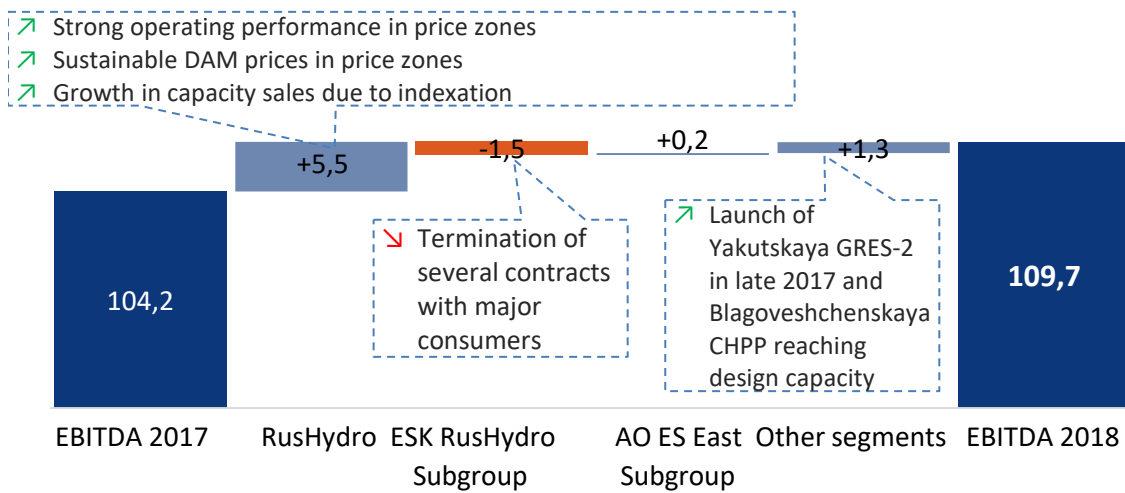 Strong operating performance in price zones
Sustainable DAM prices in price zones
Growth in capacity sales due to indexation
+5,5
-1,5
+0,2
+1,3
104,2
109,7
Termination of
several contracts
with major
consumers
Launch of
Yakutskaya GRES-2
in late 2017 and
Blagoveshchenskaya
CHPP reaching
design capacity
EBITDA 2017
RusHydro
ESK RusHydro
Subgroup
AO ES East
Subgroup
Other segments
EBITDA 2018